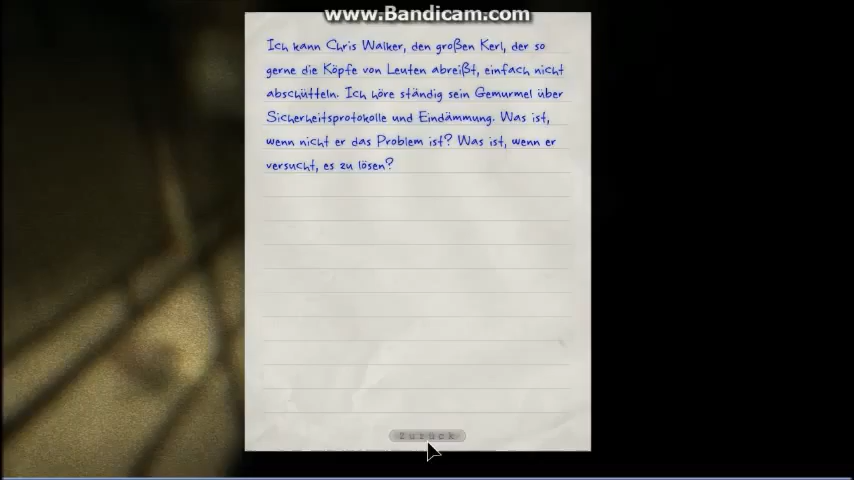 www.Bandicam.com
Ich kann Chris Walker, den großen Kerl, der so
gerne die Köpfe von Leuten abreißt, einfach nicht
abschütteln. Ich höre ständig sein Gemurmel über
Sicherheitsprotokolle und Eindämmung. Was ist,
wenn nicht er das Problem ist? Was ist, wenn er
versucht, es zu lösen?
Zurück